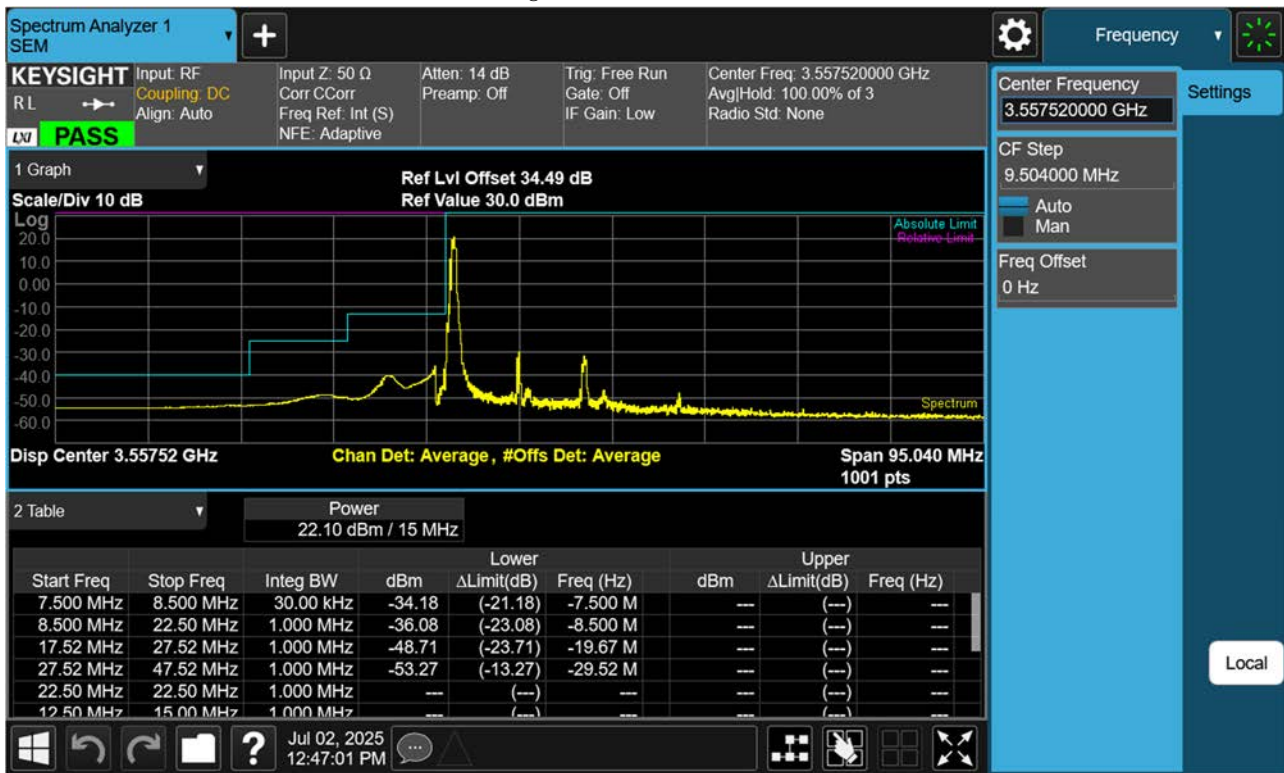 Spectrum Analyzer 1
SEM
Frequency
KEYSIGHT
RL
LXI
PASS
Input: RF
Coupling: DC
Align: Auto
Input Z: 50 Ω
Corr CCorr
Freq Ref: Int (S)
NFE: Adaptive
Atten: 14 dB
Preamp: Off
Trig: Free Run
Gate: Off
IF Gain: Low
Center Freq: 3.557520000 GHz
Avg|Hold: 100.00% of 3
Radio Std: None
Center Frequency
3.557520000 GHz
Settings
CF Step
9.504000 MHz
Auto
Man
Freq Offset
0 Hz
1 Graph
Scale/Div 10 dB
Ref Lvl Offset 34.49 dB
Ref Value 30.0 dBm
Log
20.0
10.0
0.00
-10.0
-20.0
-30.0
-40.0
-50.0
-60.0
Absolute Limit
Relative Limit
Spectrum
Disp Center 3.55752 GHz
Chan Det: Average, #Offs Det: Average
Span 95.040 MHz
1001 pts
2 Table
Power
22.10 dBm / 15 MHz
Lower Upper
Start Freq Stop Freq Integ BW dBm ΔLimit(dB) Freq (Hz) dBm ΔLimit(dB) Freq (Hz)
7.500 MHz 8.500 MHz 30.00 kHz -34.18 (-21.18) -7.500 M --- (---) ---
8.500 MHz 22.50 MHz 1.000 MHz -36.08 (-23.08) -8.500 M --- (---) ---
17.52 MHz 27.52 MHz 1.000 MHz -48.71 (-23.71) -19.67 M --- (---) ---
27.52 MHz 47.52 MHz 1.000 MHz -53.27 (-13.27) -29.52 M --- (---) ---
22.50 MHz 22.50 MHz 1.000 MHz --- (---) --- --- (---) ---
12.50 MHz 15.00 MHz 1.000 MHz --- (---) --- --- (---) ---
Local
?
Jul 02, 2025
12:47:01 PM